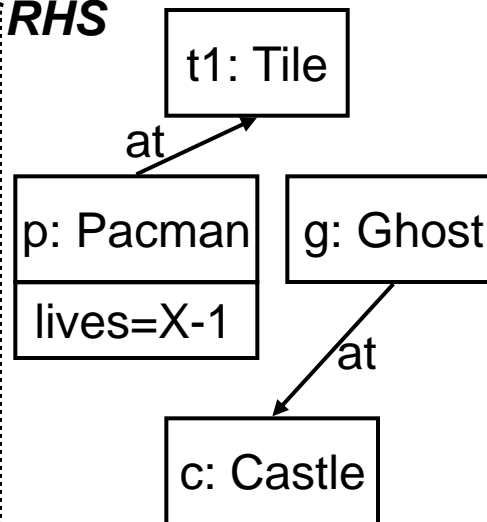 RHS
t1: Tile
at
p: Pacman
g: Ghost
lives=X-1
at
c: Castle